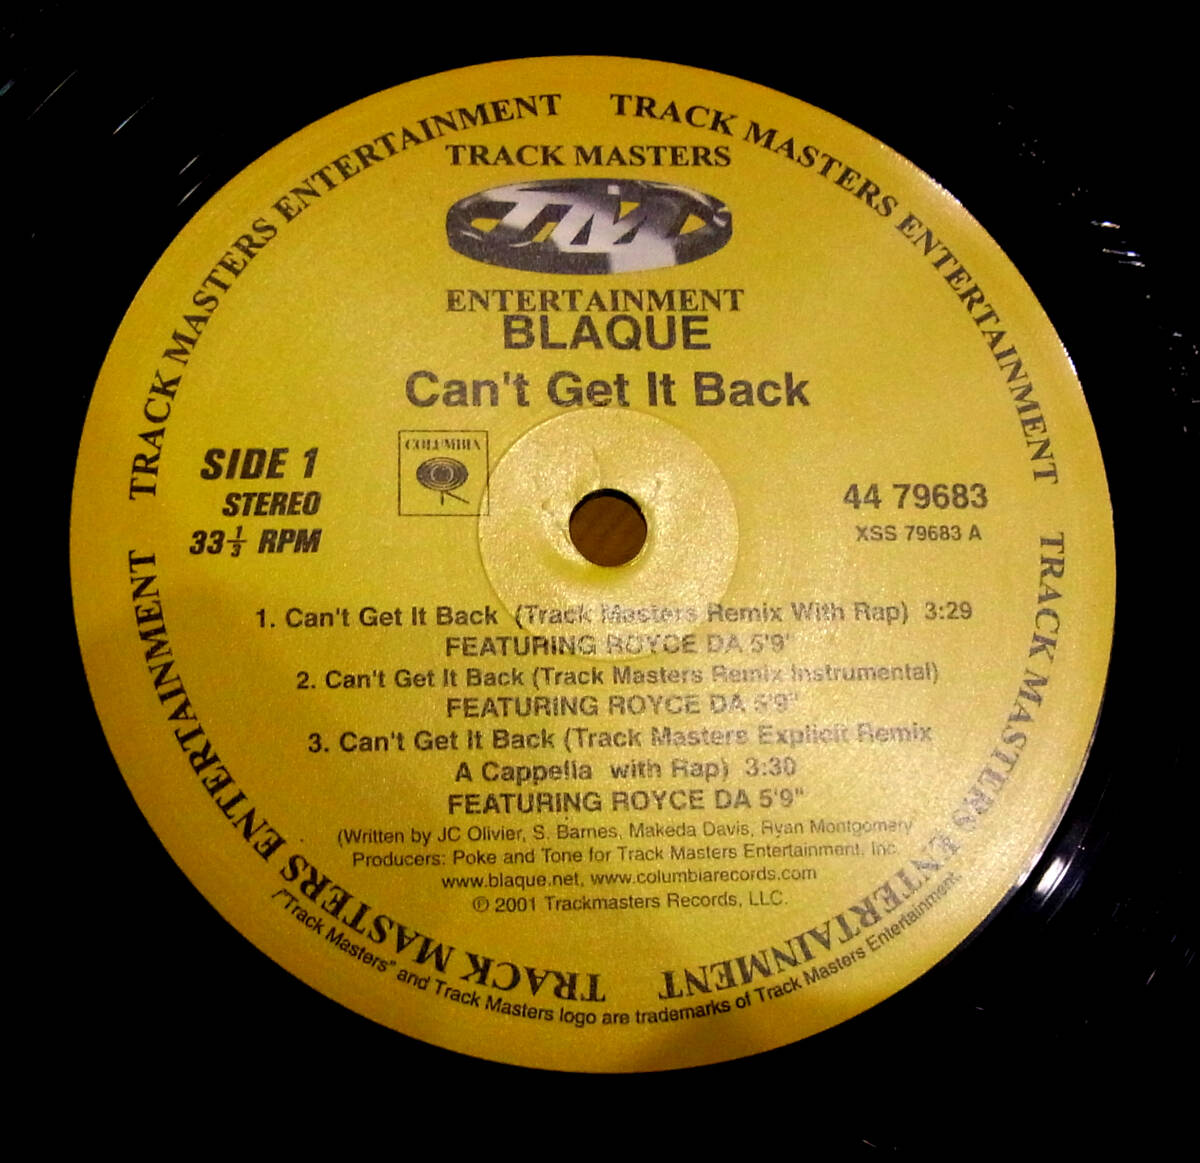 TRACK MASTERS ENTERTAINMENT
TRACK MASTERS ENTERTAINMENT
TRACK MASTERS ENTERTAINMENT
TRACK MASTERS ENTERTAINMENT
TRACK MASTERS
TM
ENTERTAINMENT
BLAQUE
Can't Get It Back
COLUMBIA
SIDE 1
STEREO
33⅓ RPM
44 79683
XSS 79683 A
1. Can't Get It Back (Track Masters Remix With Rap) 3:29
FEATURING ROYCE DA 5'9'
2. Can't Get It Back (Track Masters Remix Instrumental)
FEATURING ROYCE DA 5'9"
3. Can't Get It Back (Track Masters Explicit Remix
A Cappella with Rap) 3:30
FEATURING ROYCE DA 5'9"
(Written by JC Olivier, S. Barnes, Makeda Davis, Ryan Montgomery
Producers: Poke and Tone for Track Masters Entertainment, Inc.
www.blaque.net, www.columbiarecords.com
℗ 2001 Trackmasters Records, LLC.
/"Track Masters" and Track Masters logo are trademarks of Track Masters Entertainment.